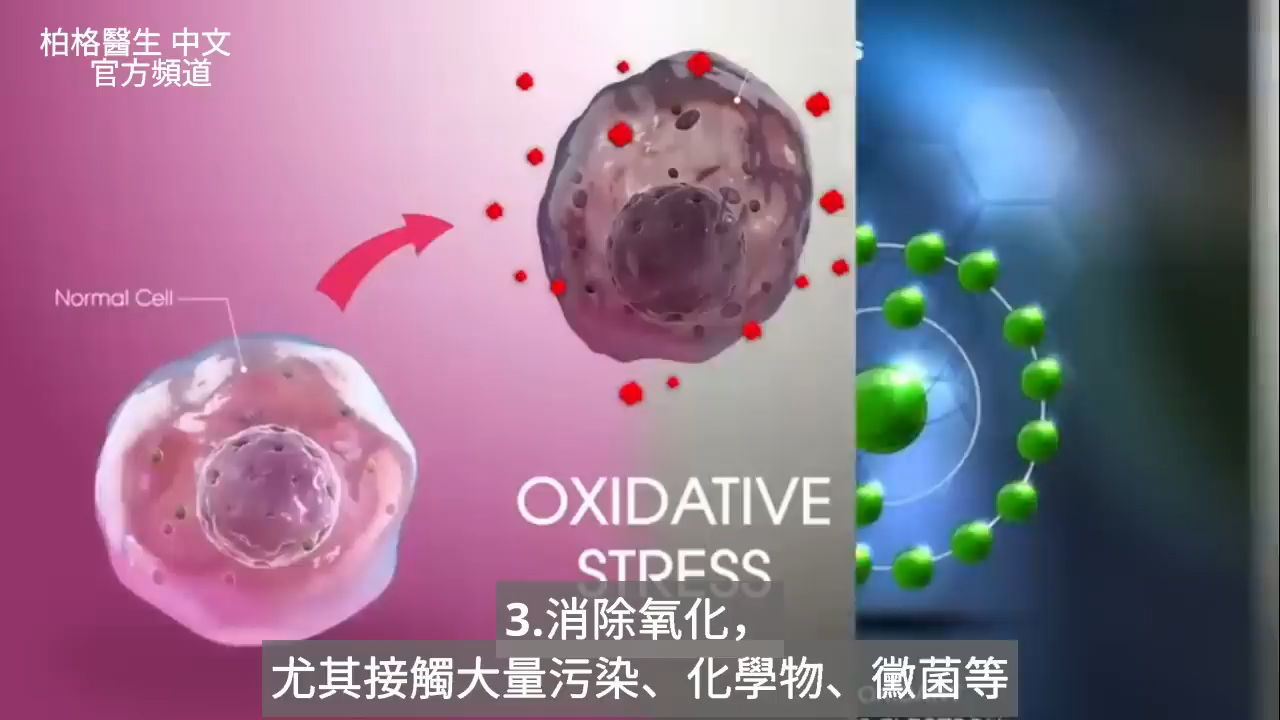 柏格醫生 中文
官方頻道
Normal Cell
OXIDATIVE
STRESS
3.消除氧化，
尤其接觸大量污染、化學物、黴菌等